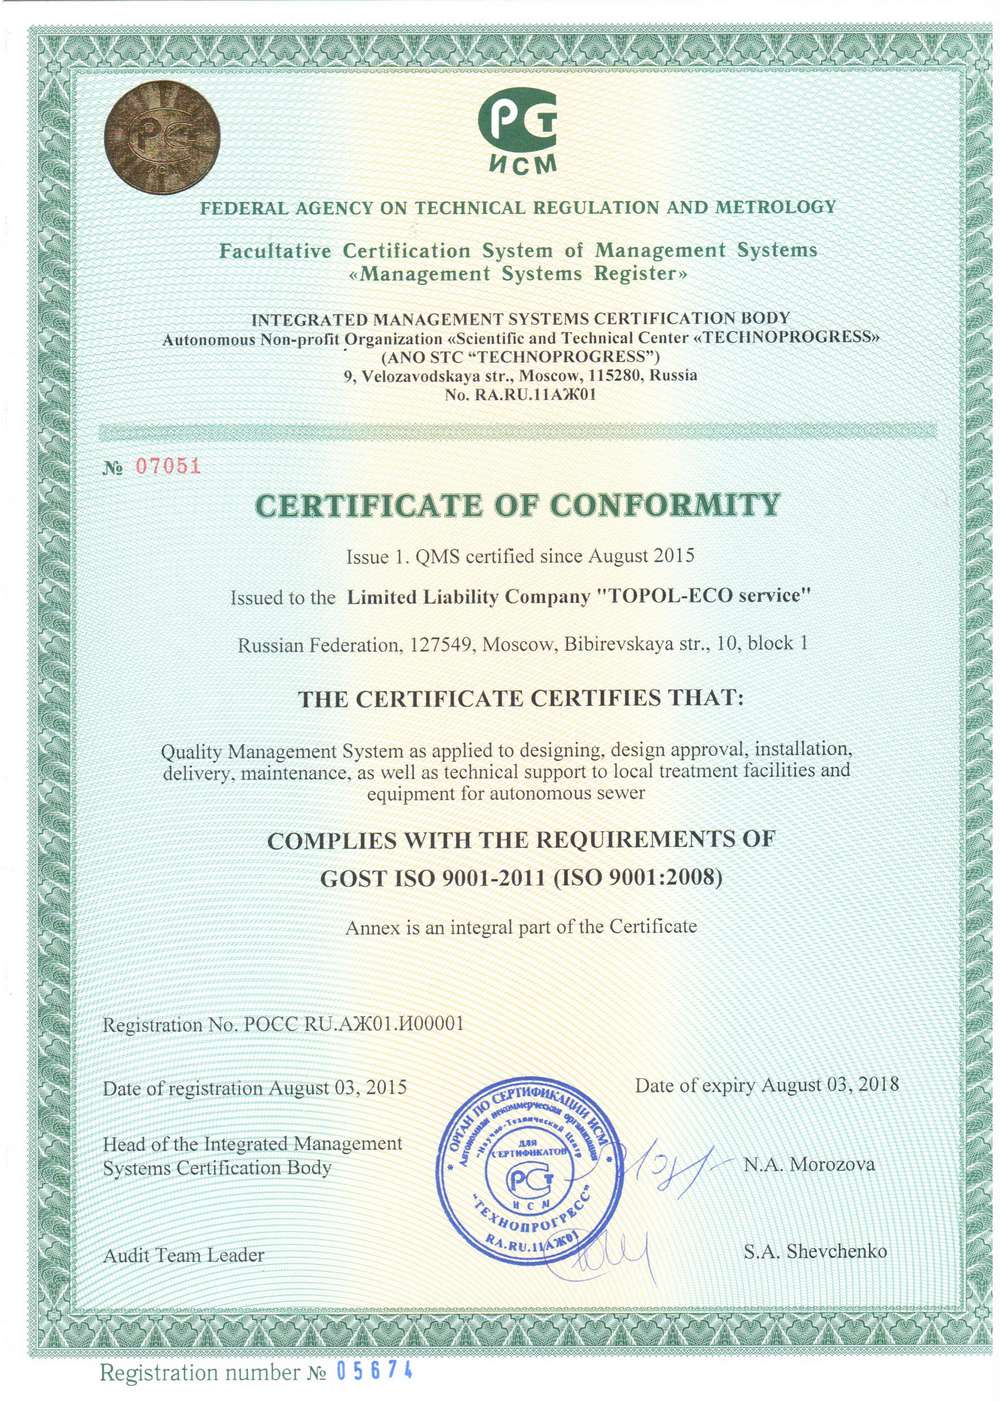 РСТ
ИСМ
РСТ
ИСМ
FEDERAL AGENCY ON TECHNICAL REGULATION AND METROLOGY
Facultative Certification System of Management Systems
«Management Systems Register»
INTEGRATED MANAGEMENT SYSTEMS CERTIFICATION BODY
Autonomous Non-profit Organization «Scientific and Technical Center «TECHNOPROGRESS»
(ANO STC “TECHNOPROGRESS”)
9, Velozavodskaya str., Moscow, 115280, Russia
No. RA.RU.11АЖ01
№ 07051
CERTIFICATE OF CONFORMITY
Issue 1. QMS certified since August 2015
Issued to the Limited Liability Company "TOPOL-ECO service"
Russian Federation, 127549, Moscow, Bibirevskaya str., 10, block 1
THE CERTIFICATE CERTIFIES THAT:
Quality Management System as applied to designing, design approval, installation,
delivery, maintenance, as well as technical support to local treatment facilities and
equipment for autonomous sewer
COMPLIES WITH THE REQUIREMENTS OF
GOST ISO 9001-2011 (ISO 9001:2008)
Annex is an integral part of the Certificate
Registration No. РОСС RU.АЖ01.И00001
Date of registration August 03, 2015
Date of expiry August 03, 2018
Head of the Integrated Management
Systems Certification Body
N.A. Morozova
ОРГАН ПО СЕРТИФИКАЦИИ ИСМ
Автономная некоммерческая организация
"Научно-Технический Центр
"ТЕХНОПРОГРЕСС"
ДЛЯ
СЕРТИФИКАТОВ
РСТ
ИСМ
RA.RU.11АЖ01
Audit Team Leader
S.A. Shevchenko
Registration number № 05674